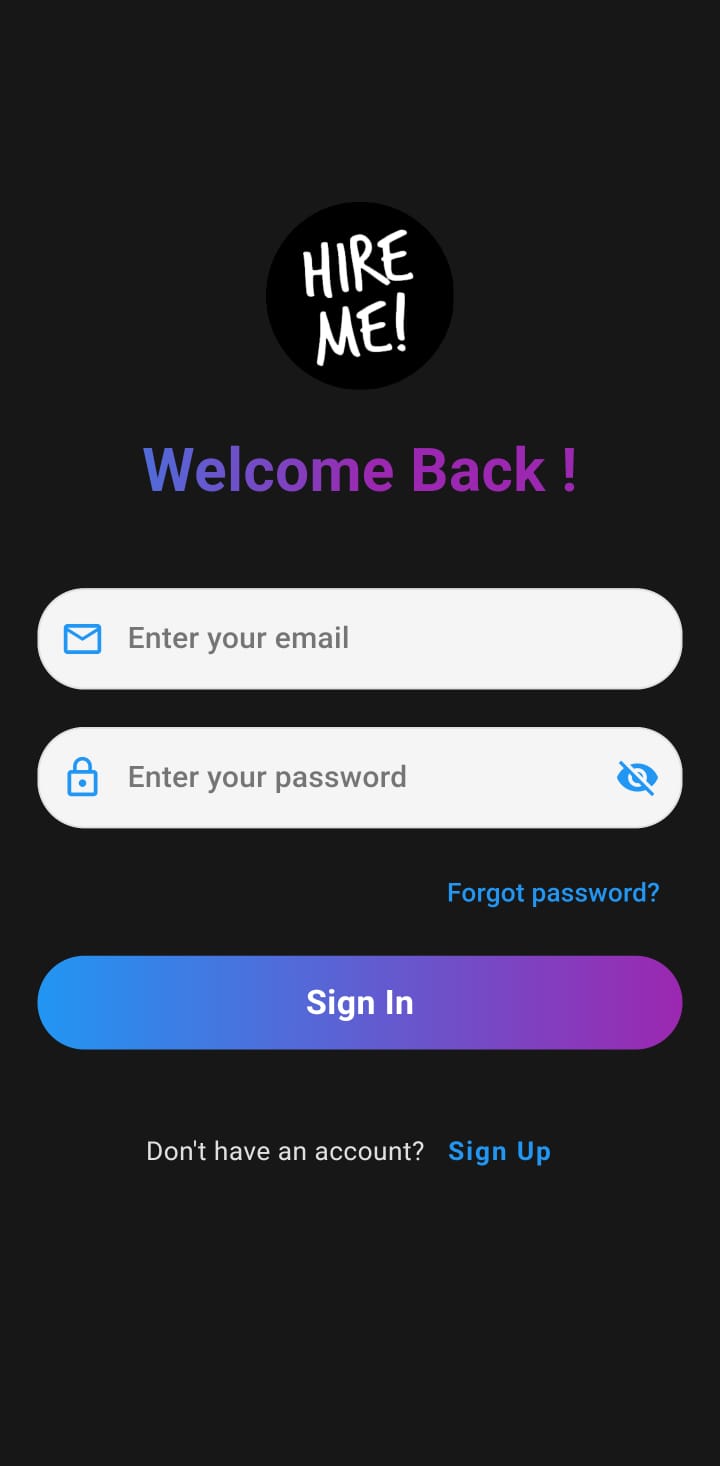 HIRE
ME!
Welcome Back !
Enter your email
Enter your password
Forgot password?
Sign In
Don't have an account? Sign Up